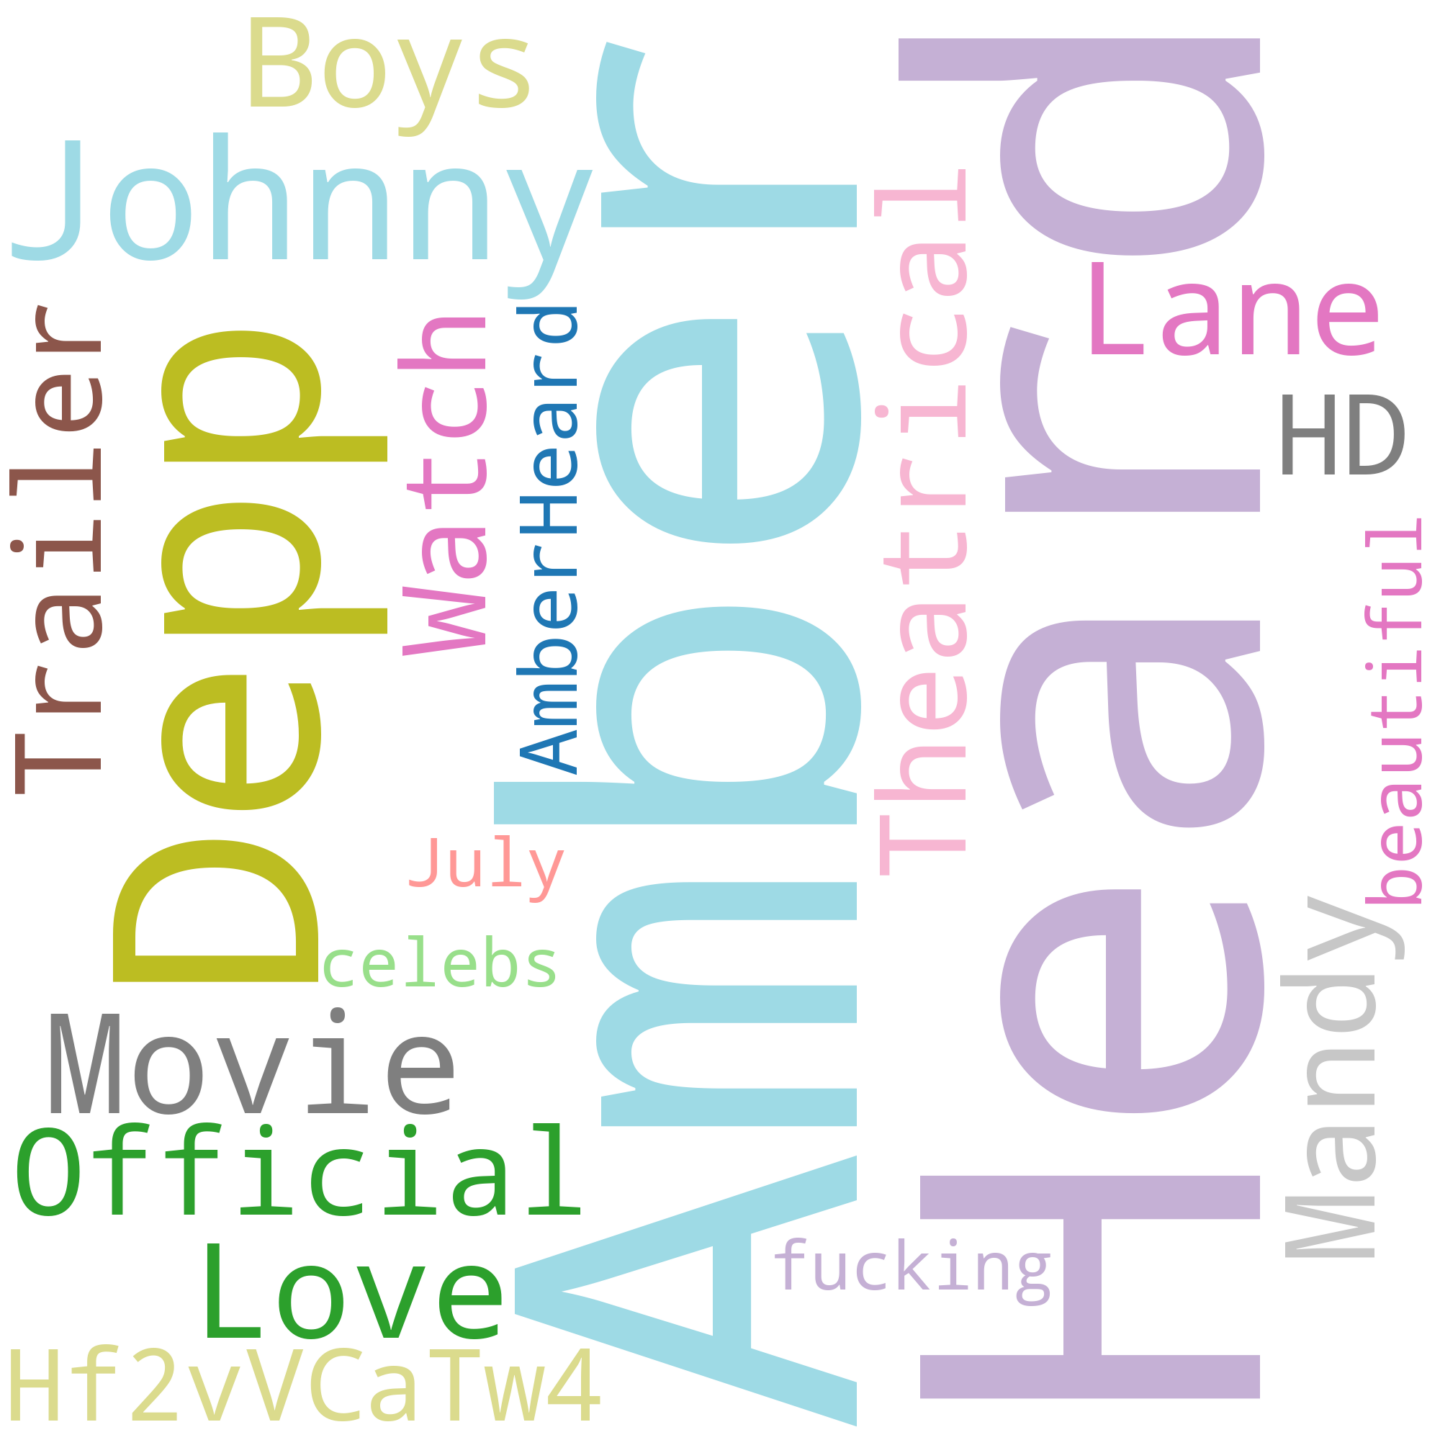 Boys
Johnny
Trailer
Depp
Watch
AmberHeard
Amber
Theatrical
Heard
Lane
HD
beautiful
July
celebs
Mandy
Movie
Official
Love
fucking
Hf2vVCaTw4